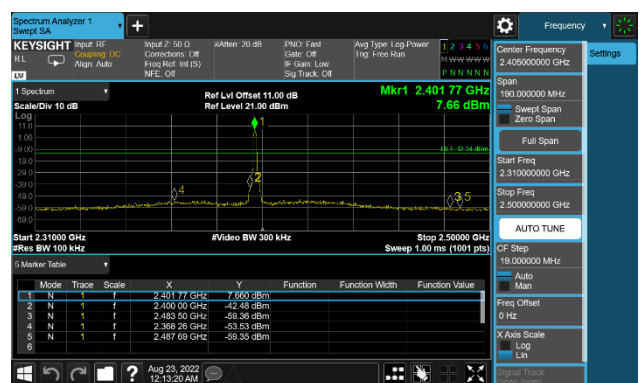 Spectrum Analyzer 1
Swept SA
Frequency
KEYSIGHT
RL
Input: RF
Coupling: DC
Align: Auto
Input Z: 50 Ω
Corrections: Off
Freq Ref: Int (S)
NFE: Off
#Atten: 20 dB
PNO: Fast
Gate: Off
IF Gain: Low
Sig Track: Off
Avg Type: Log-Power
Trig: Free Run
1 2 3 4 5 6
M W W W W W
P N N N N N
LXI
1 Spectrum
Scale/Div 10 dB
Ref Lvl Offset 11.00 dB
Ref Level 21.00 dBm
Mkr1 2.401 77 GHz
7.66 dBm
Log
11.0
1.00
-9.00
-19.0
-29.0
-39.0
-49.0
-59.0
-69.0
1
2
4
3
5
Start 2.31000 GHz
#Res BW 100 kHz
#Video BW 300 kHz
Stop 2.50000 GHz
Sweep 1.00 ms (1001 pts)
5 Marker Table
Mode Trace Scale X Y Function Function Width Function Value
1 N 1 f 2.401 77 GHz 7.660 dBm
2 N 1 f 2.400 00 GHz -42.48 dBm
3 N 1 f 2.483 50 GHz -59.36 dBm
4 N 1 f 2.368 26 GHz -53.53 dBm
5 N 1 f 2.487 69 GHz -59.35 dBm
6
Aug 23, 2022
12:13:20 AM
Center Frequency
2.405000000 GHz
Settings
Span
190.000000 MHz
Swept Span
Zero Span
Full Span
Start Freq
2.310000000 GHz
Stop Freq
2.500000000 GHz
AUTO TUNE
CF Step
19.000000 MHz
Auto
Man
Freq Offset
0 Hz
X Axis Scale
Log
Lin
Signal Track